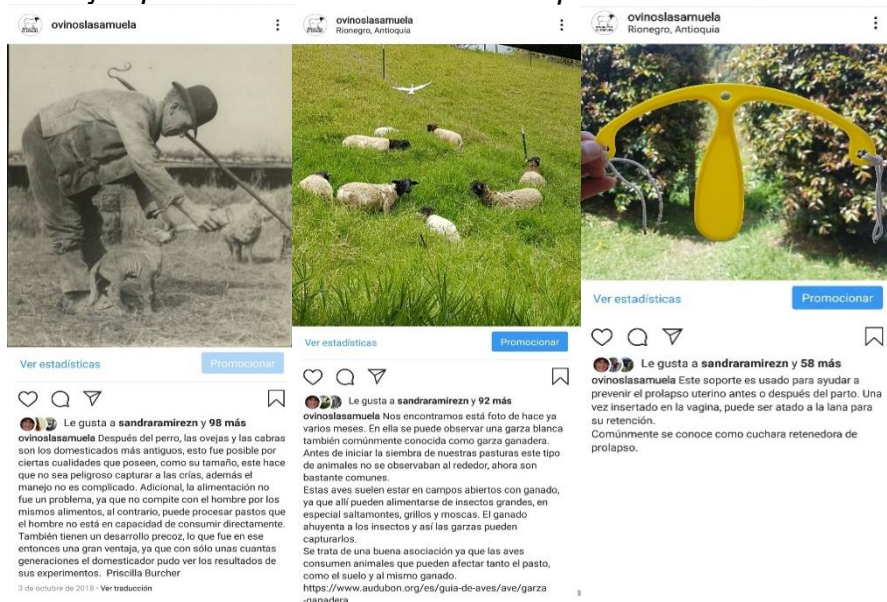 ovinoslasamuela
Ver estadísticas
Promocionar
Le gusta a sandraramirezn y 98 más
ovinoslasamuela Después del perro, las ovejas y las cabras
son los domesticados más antiguos, esto fue posible por
ciertas cualidades que poseen, como su tamaño, este hace
que no sea peligroso capturar a las crías, además el
manejo no es complicado. Adicional, la alimentación no
fue un problema, ya que no compite con el hombre por los
mismos alimentos, al contrario, puede procesar pastos que
el hombre no está en capacidad de consumir directamente.
También tienen un desarrollo precoz, lo que fue en ese
entonces una gran ventaja, ya que con sólo unas cuantas
generaciones el domesticador pudo ver los resultados de
sus experimentos. Priscilla Burcher
3 de octubre de 2018 · Ver traducción
ovinoslasamuela
Rionegro, Antioquia
Ver estadísticas
Promocionar
Le gusta a sandraramirezn y 92 más
ovinoslasamuela Nos encontramos está foto de hace ya
varios meses. En ella se puede observar una garza blanca
también comúnmente conocida como garza ganadera.
Antes de iniciar la siembra de nuestras pasturas este tipo
de animales no se observaban al rededor, ahora son
bastante comunes.
Estas aves suelen estar en campos abiertos con ganado,
ya que allí pueden alimentarse de insectos grandes, en
especial saltamontes, grillos y moscas. El ganado
ahuyenta a los insectos y así las garzas pueden
capturarlos.
Se trata de una buena asociación ya que las aves
consumen animales que pueden afectar tanto el pasto,
como el suelo y al mismo ganado.
https://www.audubon.org/es/guia-de-aves/ave/garza
-ganadera
ovinoslasamuela
Rionegro, Antioquia
Ver estadísticas
Promocionar
Le gusta a sandraramirezn y 58 más
ovinoslasamuela Este soporte es usado para ayudar a
prevenir el prolapso uterino antes o después del parto. Una
vez insertado en la vagina, puede ser atado a la lana para
su retención.
Comúnmente se conoce como cuchara retenedora de
prolapso.